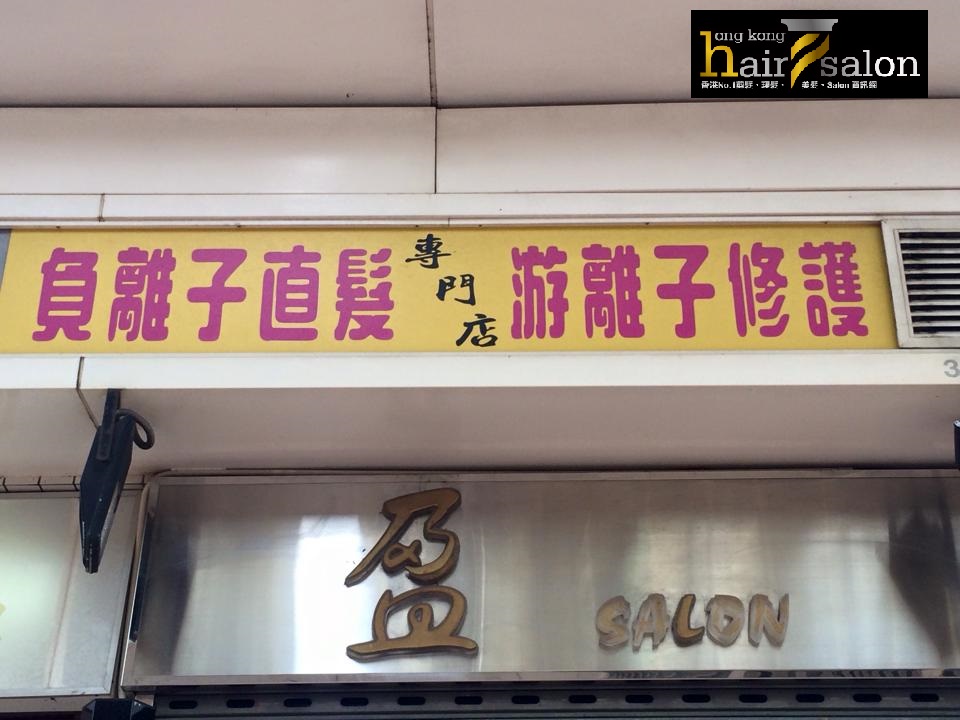 Hong Kong
hair salon
負離子直髮 專門店 游離子修護
3
盈
SALON